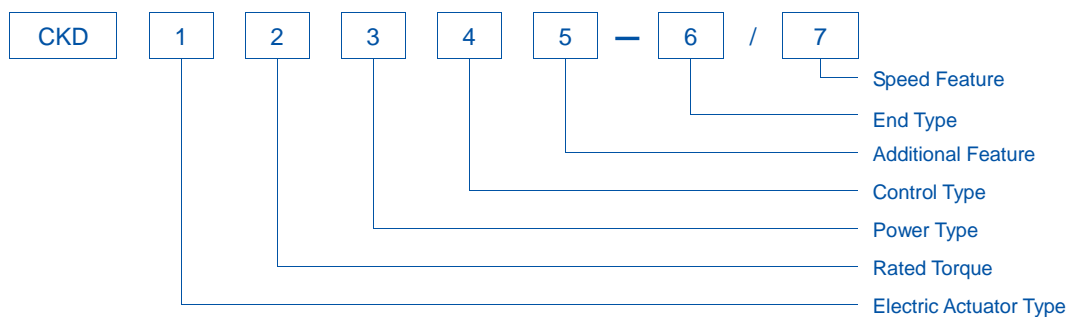 CKD 1 2 3 4 5 — 6 / 7
Speed Feature
End Type
Additional Feature
Control Type
Power Type
Rated Torque
Electric Actuator Type